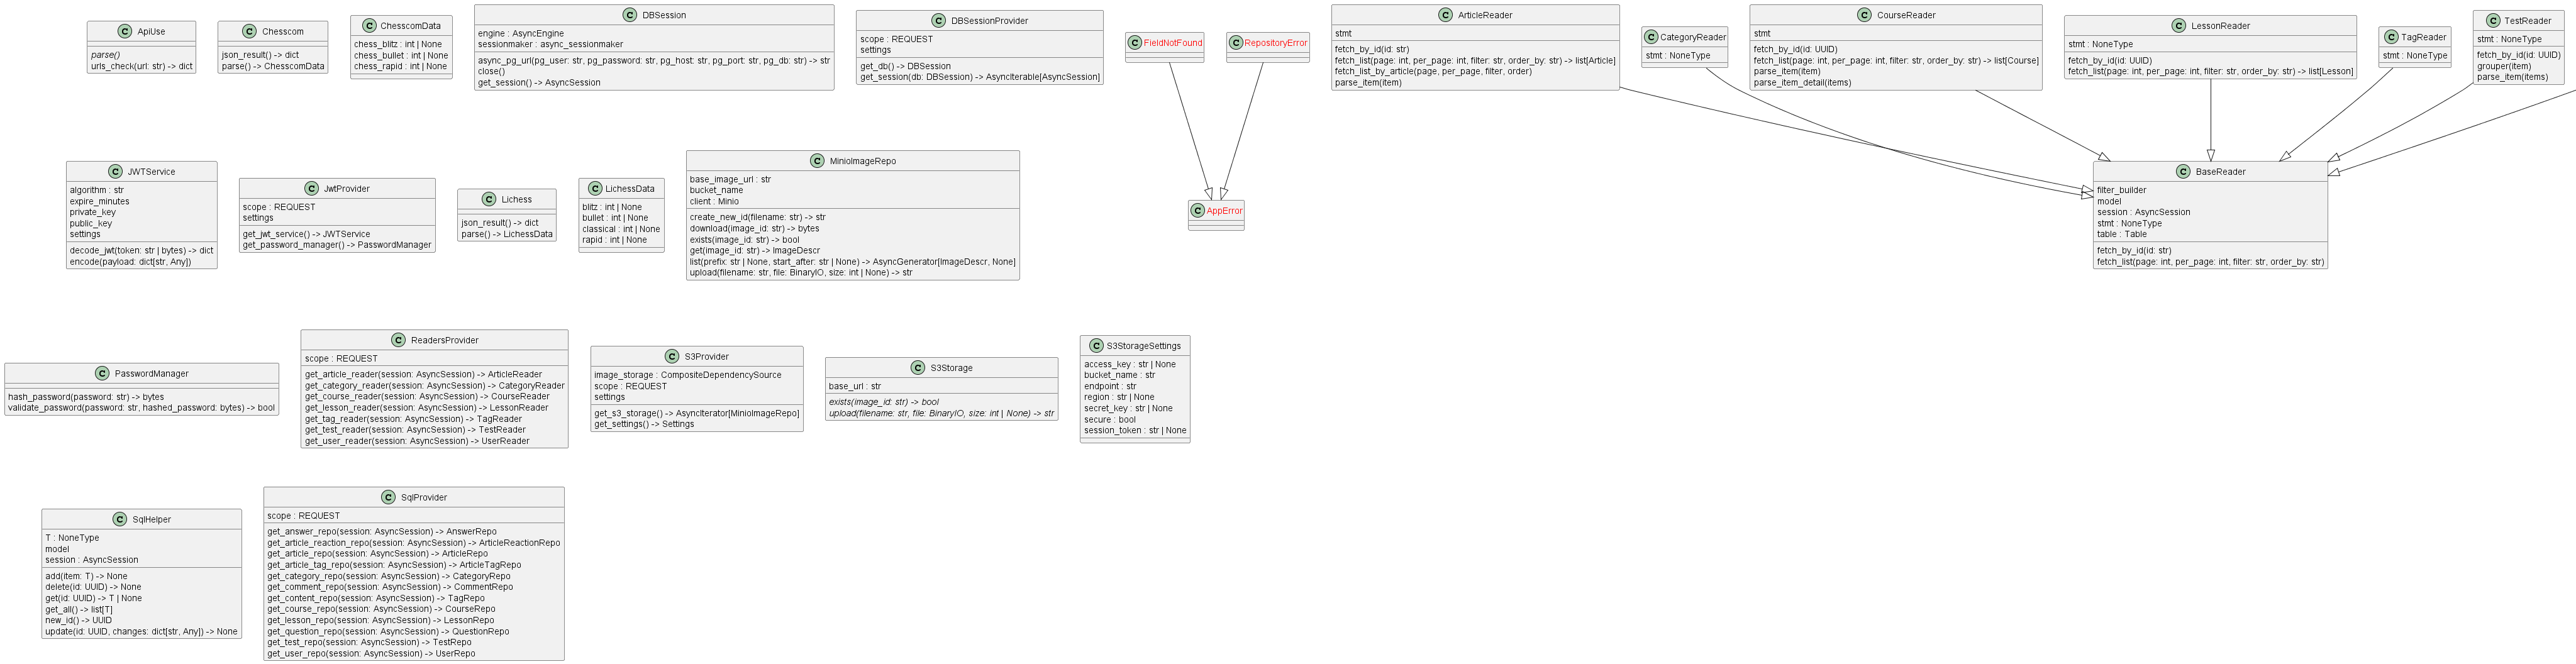 C ApiUse
parse()
urls_check(url: str) -> dict
C Chesscom
json_result() -> dict
parse() -> ChesscomData
C ChesscomData
chess_blitz : int | None
chess_bullet : int | None
chess_rapid : int | None
C DBSession
engine : AsyncEngine
sessionmaker : async_sessionmaker
async_pg_url(pg_user: str, pg_password: str, pg_host: str, pg_port: str, pg_db: str) -> str
close()
get_session() -> AsyncSession
C DBSessionProvider
scope : REQUEST
settings
get_db() -> DBSession
get_session(db: DBSession) -> AsyncIterable[AsyncSession]
C FieldNotFound
C RepositoryError
C ArticleReader
stmt
fetch_by_id(id: str)
fetch_list(page: int, per_page: int, filter: str, order_by: str) -> list[Article]
fetch_list_by_article(page, per_page, filter, order)
parse_item(item)
C CategoryReader
stmt : NoneType
C CourseReader
stmt
fetch_by_id(id: UUID)
fetch_list(page: int, per_page: int, filter: str, order_by: str) -> list[Course]
parse_item(item)
parse_item_detail(items)
C LessonReader
stmt : NoneType
fetch_by_id(id: UUID)
fetch_list(page: int, per_page: int, filter: str, order_by: str) -> list[Lesson]
C TagReader
stmt : NoneType
C TestReader
stmt : NoneType
fetch_by_id(id: UUID)
grouper(item)
parse_item(items)
C JWTService
algorithm : str
expire_minutes
private_key
public_key
settings
decode_jwt(token: str | bytes) -> dict
encode(payload: dict[str, Any])
C JwtProvider
scope : REQUEST
settings
get_jwt_service() -> JWTService
get_password_manager() -> PasswordManager
C Lichess
json_result() -> dict
parse() -> LichessData
C LichessData
blitz : int | None
bullet : int | None
classical : int | None
rapid : int | None
C MinioImageRepo
base_image_url : str
bucket_name
client : Minio
create_new_id(filename: str) -> str
download(image_id: str) -> bytes
exists(image_id: str) -> bool
get(image_id: str) -> ImageDescr
list(prefix: str | None, start_after: str | None) -> AsyncGenerator[ImageDescr, None]
upload(filename: str, file: BinaryIO, size: int | None) -> str
C AppError
C BaseReader
filter_builder
model
session : AsyncSession
stmt : NoneType
table : Table
fetch_by_id(id: str)
fetch_list(page: int, per_page: int, filter: str, order_by: str)
C PasswordManager
hash_password(password: str) -> bytes
validate_password(password: str, hashed_password: bytes) -> bool
C ReadersProvider
scope : REQUEST
get_article_reader(session: AsyncSession) -> ArticleReader
get_category_reader(session: AsyncSession) -> CategoryReader
get_course_reader(session: AsyncSession) -> CourseReader
get_lesson_reader(session: AsyncSession) -> LessonReader
get_tag_reader(session: AsyncSession) -> TagReader
get_test_reader(session: AsyncSession) -> TestReader
get_user_reader(session: AsyncSession) -> UserReader
C S3Provider
image_storage : CompositeDependencySource
scope : REQUEST
settings
get_s3_storage() -> AsyncIterator[MinioImageRepo]
get_settings() -> Settings
C S3Storage
base_url : str
exists(image_id: str) -> bool
upload(filename: str, file: BinaryIO, size: int | None) -> str
C S3StorageSettings
access_key : str | None
bucket_name : str
endpoint : str
region : str | None
secret_key : str | None
secure : bool
session_token : str | None
C SqlHelper
T : NoneType
model
session : AsyncSession
add(item: T) -> None
delete(id: UUID) -> None
get(id: UUID) -> T | None
get_all() -> list[T]
new_id() -> UUID
update(id: UUID, changes: dict[str, Any]) -> None
C SqlProvider
scope : REQUEST
get_answer_repo(session: AsyncSession) -> AnswerRepo
get_article_reaction_repo(session: AsyncSession) -> ArticleReactionRepo
get_article_repo(session: AsyncSession) -> ArticleRepo
get_article_tag_repo(session: AsyncSession) -> ArticleTagRepo
get_category_repo(session: AsyncSession) -> CategoryRepo
get_comment_repo(session: AsyncSession) -> CommentRepo
get_content_repo(session: AsyncSession) -> TagRepo
get_course_repo(session: AsyncSession) -> CourseRepo
get_lesson_repo(session: AsyncSession) -> LessonRepo
get_question_repo(session: AsyncSession) -> QuestionRepo
get_test_repo(session: AsyncSession) -> TestRepo
get_user_repo(session: AsyncSession) -> UserRepo